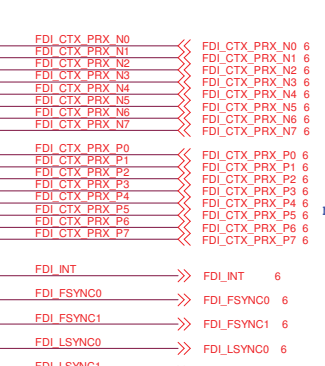 FDI_CTX_PRX_N0 FDI_CTX_PRX_N0 6
FDI_CTX_PRX_N1 FDI_CTX_PRX_N1 6
FDI_CTX_PRX_N2 FDI_CTX_PRX_N2 6
FDI_CTX_PRX_N3 FDI_CTX_PRX_N3 6
FDI_CTX_PRX_N4 FDI_CTX_PRX_N4 6
FDI_CTX_PRX_N5 FDI_CTX_PRX_N5 6
FDI_CTX_PRX_N6 FDI_CTX_PRX_N6 6
FDI_CTX_PRX_N7 FDI_CTX_PRX_N7 6
FDI_CTX_PRX_P0 FDI_CTX_PRX_P0 6
FDI_CTX_PRX_P1 FDI_CTX_PRX_P1 6
FDI_CTX_PRX_P2 FDI_CTX_PRX_P2 6
FDI_CTX_PRX_P3 FDI_CTX_PRX_P3 6
FDI_CTX_PRX_P4 FDI_CTX_PRX_P4 6
FDI_CTX_PRX_P5 FDI_CTX_PRX_P5 6
FDI_CTX_PRX_P6 FDI_CTX_PRX_P6 6
FDI_CTX_PRX_P7 FDI_CTX_PRX_P7 6
FDI_INT FDI_INT 6
FDI_FSYNC0 FDI_FSYNC0 6
FDI_FSYNC1 FDI_FSYNC1 6
FDI_LSYNC0 FDI_LSYNC0 6
FDI_LSYNC1